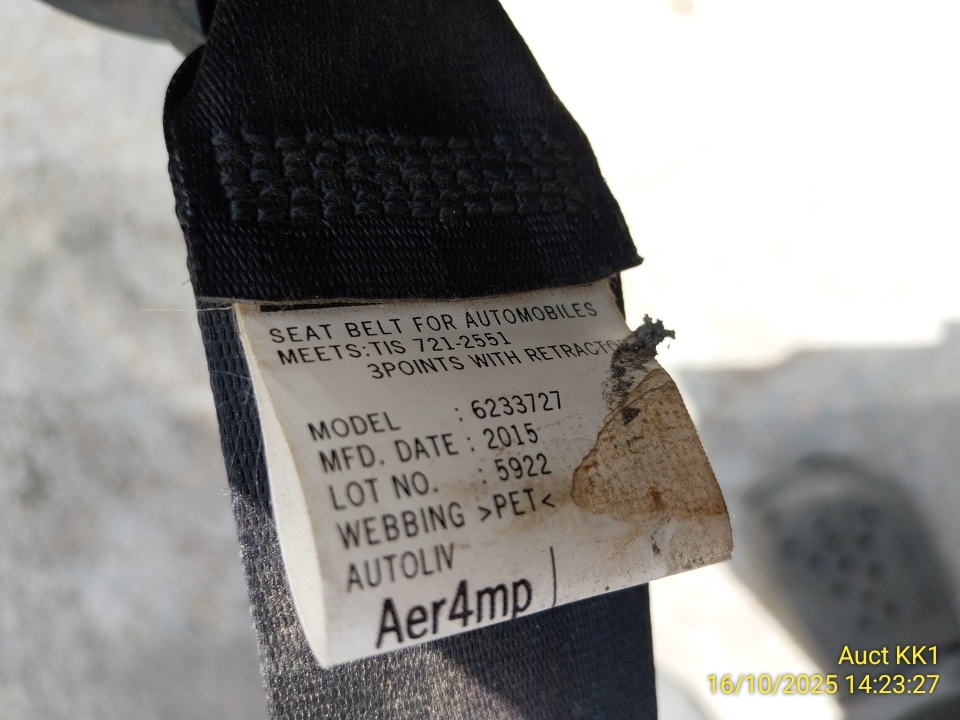 SEAT BELT FOR AUTOMOBILES
MEETS:TIS 721-2551
3POINTS WITH RETRACTO
MODEL : 6233727
MFD. DATE : 2015
LOT NO. : 5922
WEBBING >PET<
AUTOLIV
Aer4mp
Auct KK1
16/10/2025 14:23:27